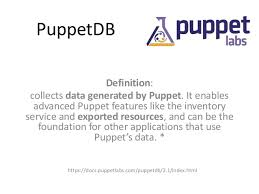 PuppetDB
puppet
labs
Definition:
collects data generated by Puppet. It enables
advanced Puppet features like the inventory
service and exported resources, and can be the
foundation for other applications that use
Puppet's data. *
https://docs.puppetlabs.com/puppetdb/2.1/index.html